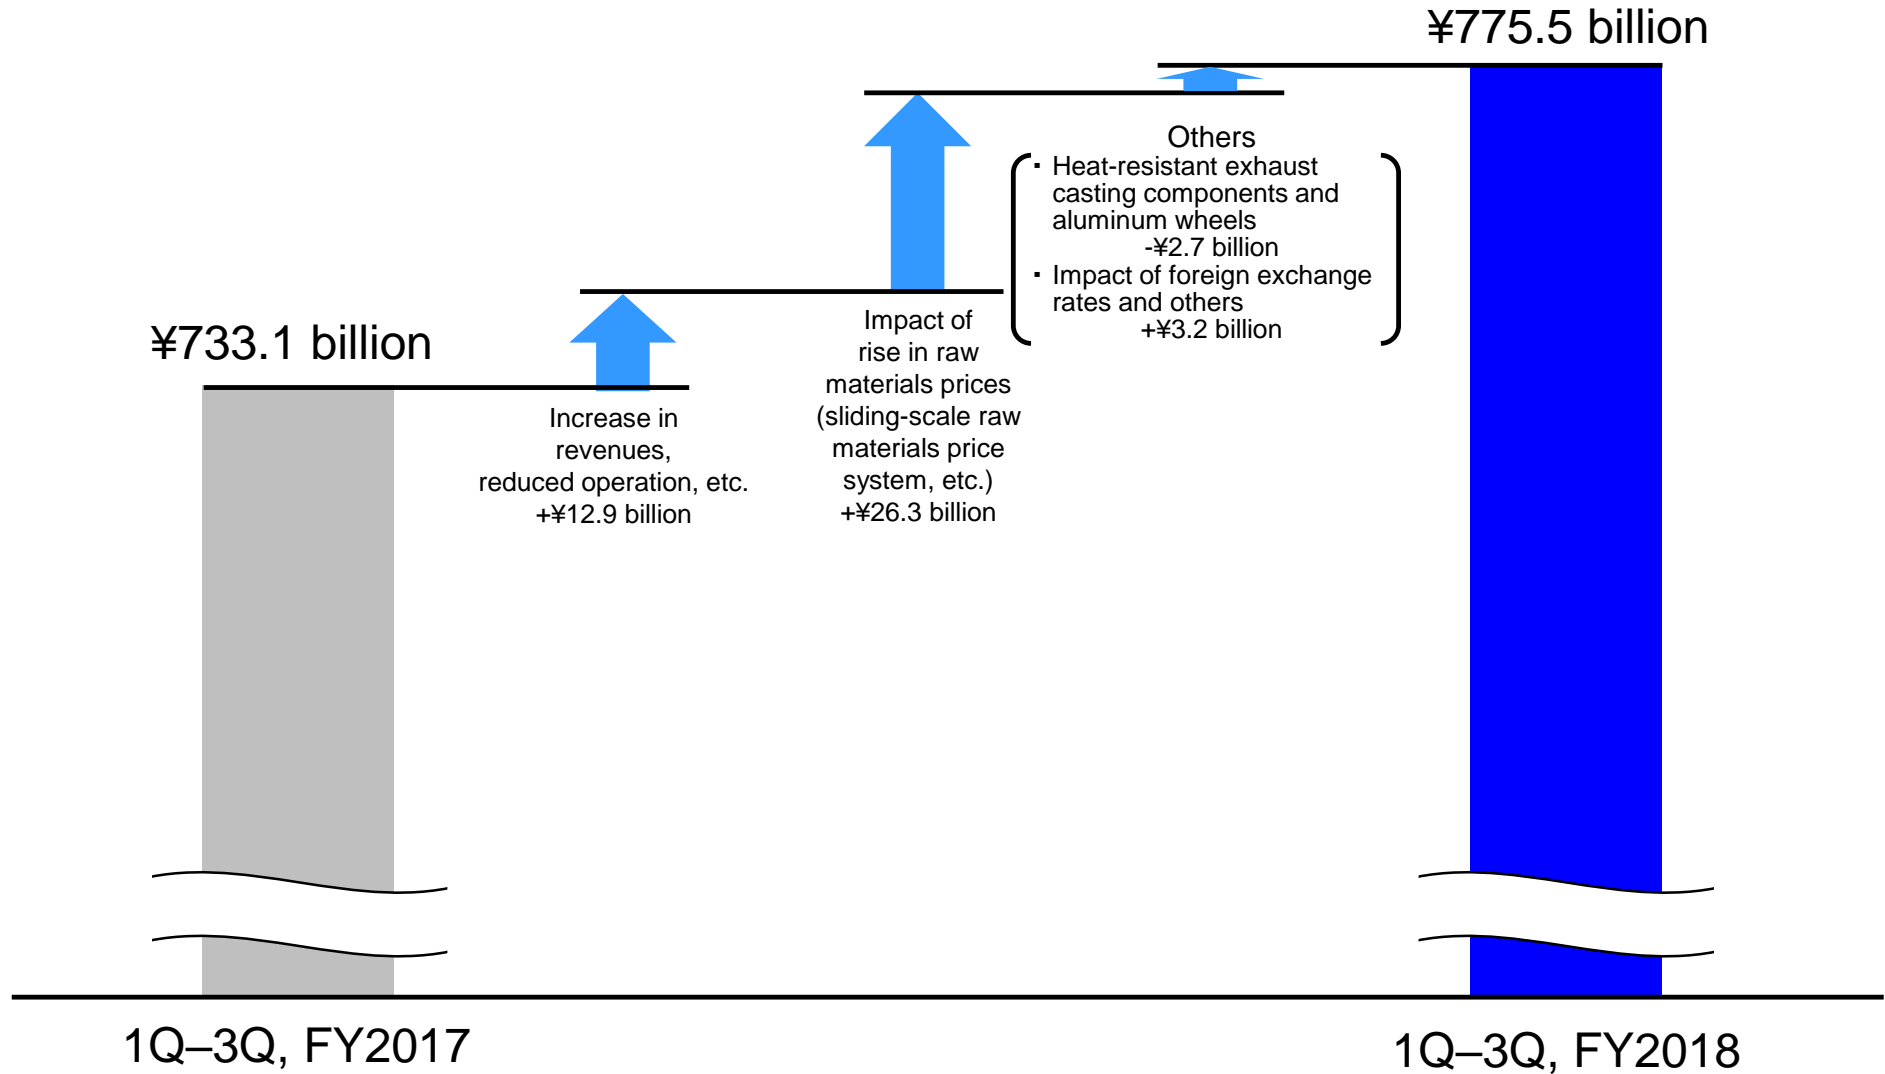 ¥775.5 billion
Others
・ Heat-resistant exhaust
casting components and
aluminum wheels
-¥2.7 billion
・ Impact of foreign exchange
rates and others
+¥3.2 billion
¥733.1 billion
Impact of
rise in raw
materials prices
(sliding-scale raw
materials price
system, etc.)
+¥26.3 billion
Increase in
revenues,
reduced operation, etc.
+¥12.9 billion
1Q–3Q, FY2017
1Q–3Q, FY2018